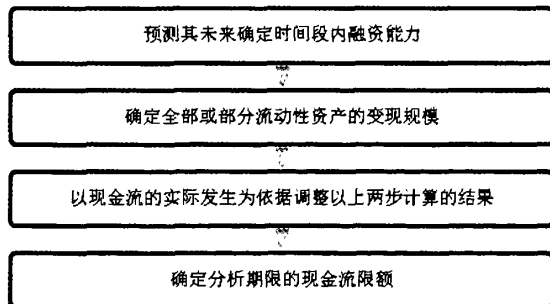 预测其未来确定时间段内融资能力
确定全部或部分流动性资产的变现规模
以现金流的实际发生为依据调整以上两步计算的结果
确定分析期限的现金流限额